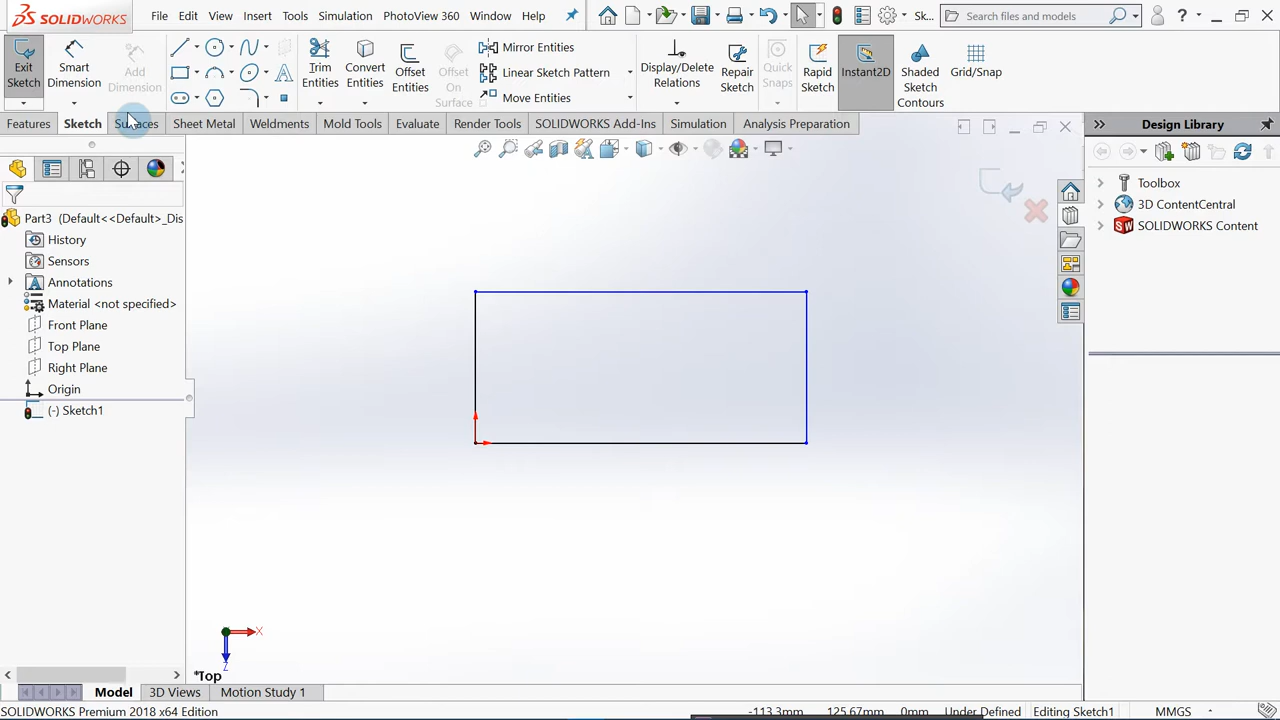 SOLIDWORKS File Edit View Insert Tools Simulation PhotoView 360 Window Help Sk... Search files and models ?
Exit Sketch
Smart Dimension
Add Dimension
Trim Entities
Convert Entities
Offset Entities
Offset On Surface
Mirror Entities
Linear Sketch Pattern
Move Entities
Display/Delete Relations
Repair Sketch
Quick Snaps
Rapid Sketch
Instant2D
Shaded Sketch Contours
Grid/Snap
Features Sketch Surfaces Sheet Metal Weldments Mold Tools Evaluate Render Tools SOLIDWORKS Add-Ins Simulation Analysis Preparation
Design Library
Part3 (Default<<Default>_Dis
History
Sensors
Annotations
Material <not specified>
Front Plane
Top Plane
Right Plane
Origin
(-) Sketch1
Toolbox
3D ContentCentral
SOLIDWORKS Content
X
Z
*Top
Model 3D Views Motion Study 1
SOLIDWORKS Premium 2018 x64 Edition -113.3mm 125.67mm 0mm Under Defined Editing Sketch1 MMGS